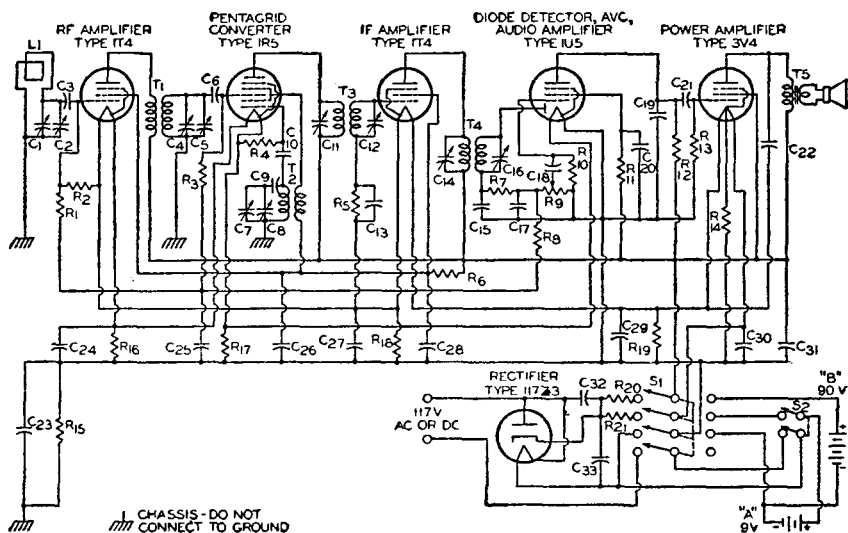 RF AMPLIFIER
TYPE 1T4
PENTAGRID
CONVERTER
TYPE 1R5
IF AMPLIFIER
TYPE 1T4
DIODE DETECTOR, AVC,
AUDIO AMPLIFIER
TYPE 1U5
POWER AMPLIFIER
TYPE 3V4
L1
C3
T1
C6
T3
T4
C19
C21
T5
C1
C2
C4
C5
R4
C10
C11
C12
C14
C16
C18
R10
R11
C20
R12
R13
C22
R1
R2
R3
C9
T2
C7
C8
R5
C13
R7
R9
C15
C17
R8
R14
R6
C24
R16
C25
R17
C26
C27
R18
C28
C29
R19
C30
C31
C23
R15
RECTIFIER
TYPE 117Z3
C32
R20
S1
R21
C33
S2
117V
AC OR DC
"B"
90 V
+
-
"A"
9V
- +
CHASSIS-DO NOT
CONNECT TO GROUND